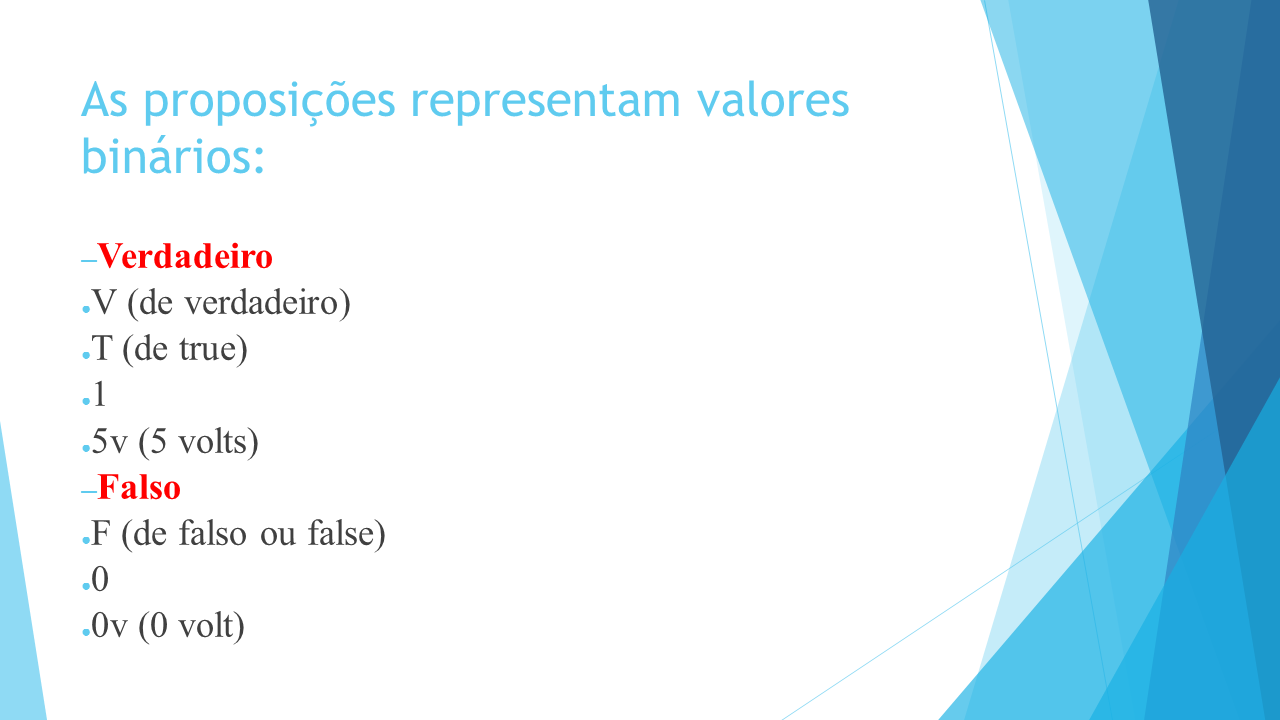 As proposições representam valores
binários:
–Verdadeiro
●V (de verdadeiro)
●T (de true)
●1
●5v (5 volts)
–Falso
●F (de falso ou false)
●0
●0v (0 volt)